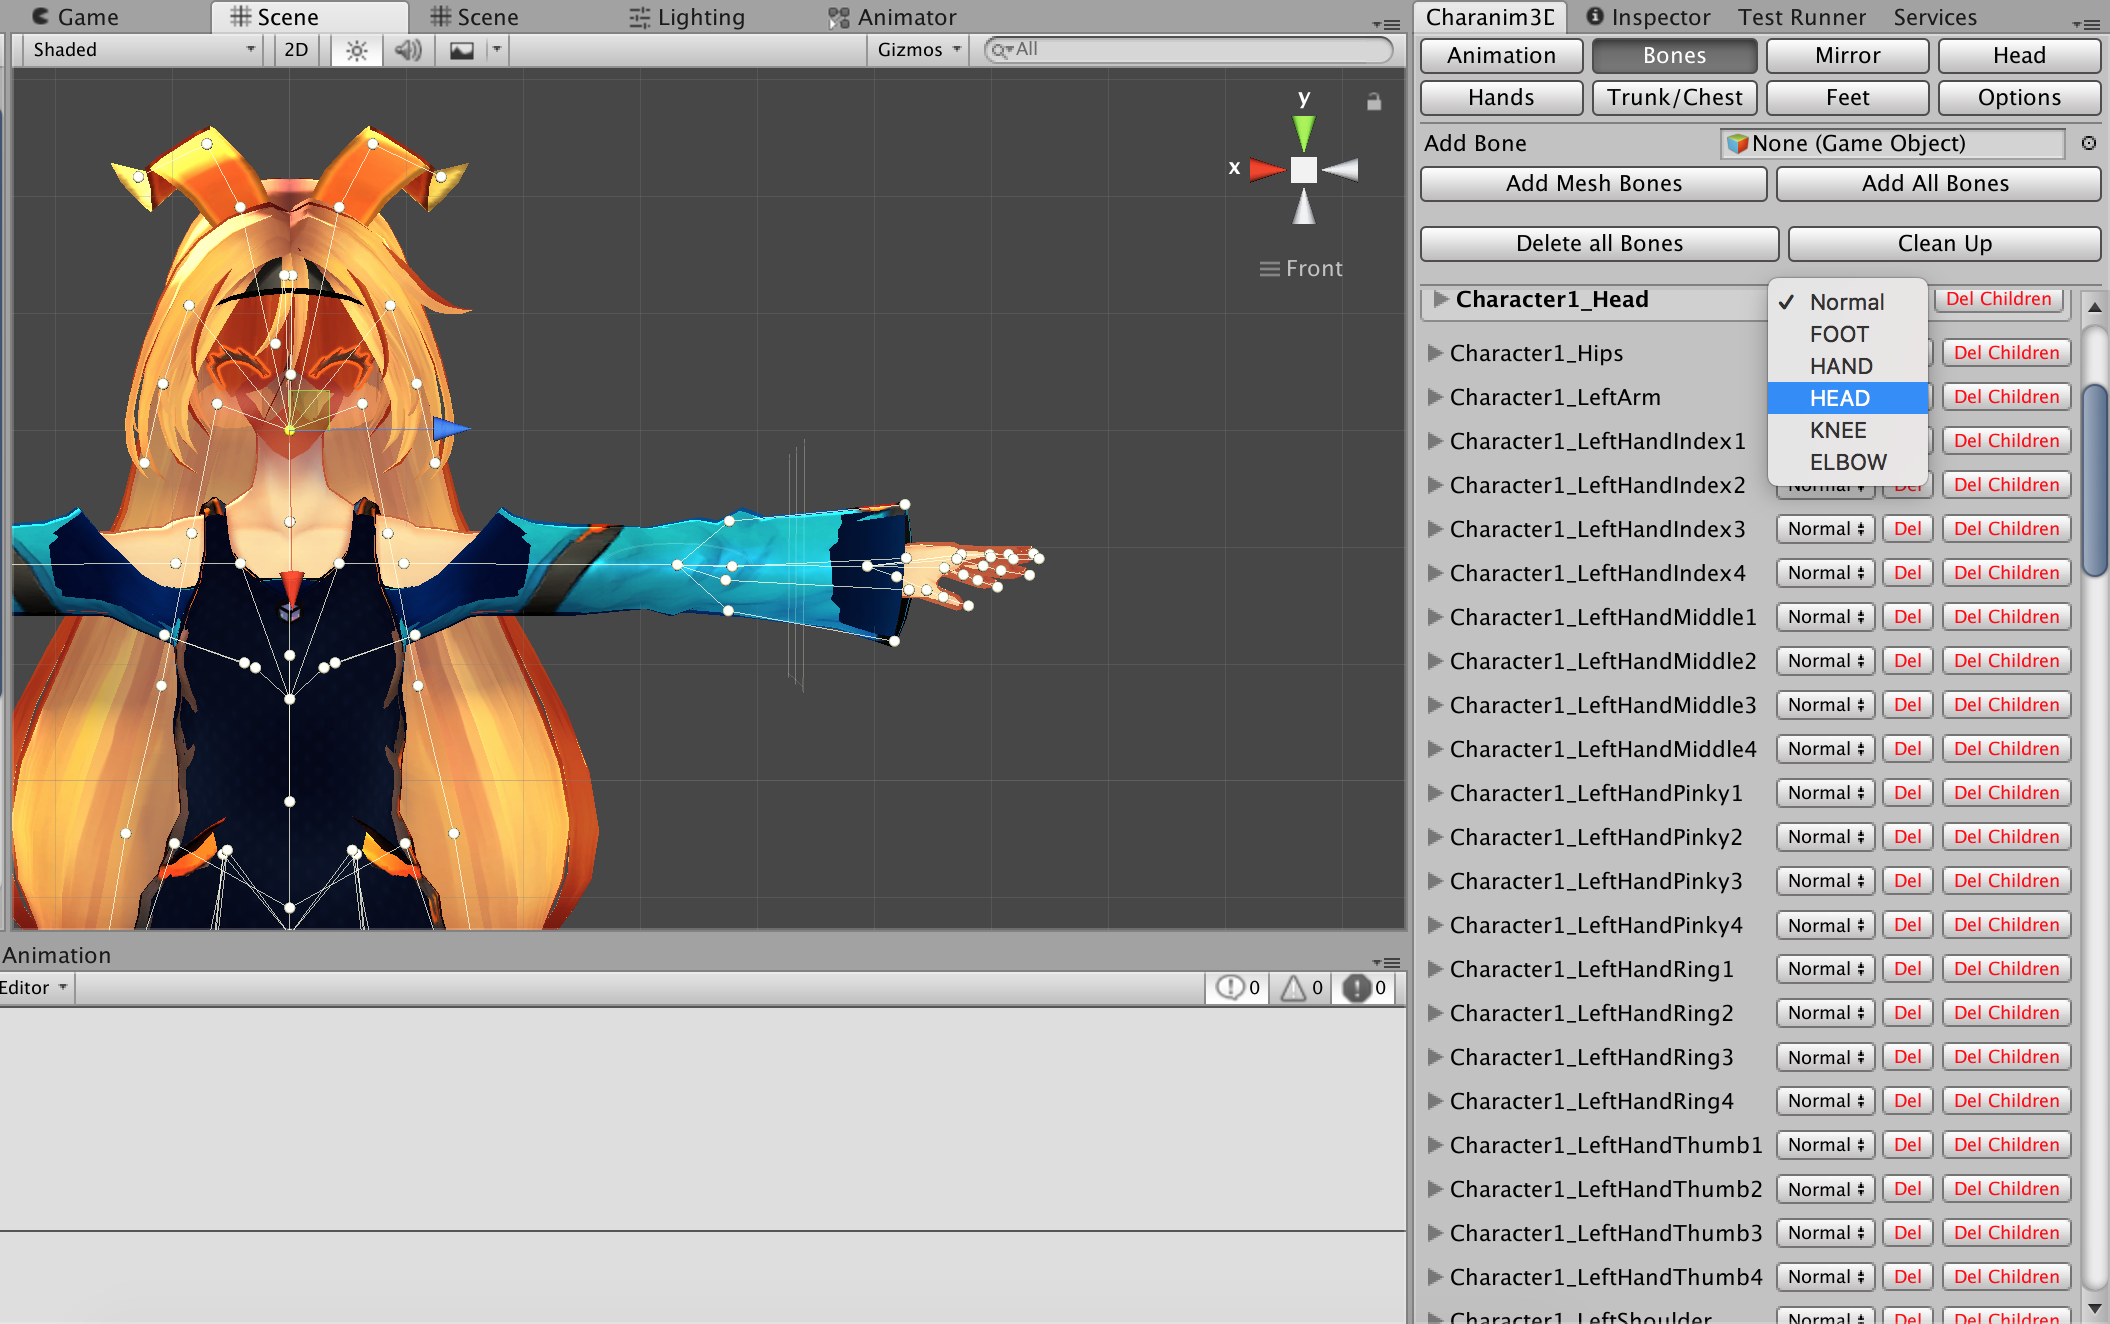 Game
Scene
Scene
Lighting
Animator
Charanim3D
Inspector
Test Runner
Services
Shaded
2D
Gizmos
All
Animation
Bones
Mirror
Head
Hands
Trunk/Chest
Feet
Options
Add Bone
None (Game Object)
Add Mesh Bones
Add All Bones
Delete all Bones
Clean Up
y
x
Front
Character1_Head Del Children
Normal
FOOT
HAND
HEAD
KNEE
ELBOW
Character1_Hips Del Children
Character1_LeftArm Del Children
Character1_LeftHandIndex1 Del Children
Character1_LeftHandIndex2 Normal Del Del Children
Character1_LeftHandIndex3 Normal Del Del Children
Character1_LeftHandIndex4 Normal Del Del Children
Character1_LeftHandMiddle1 Normal Del Del Children
Character1_LeftHandMiddle2 Normal Del Del Children
Character1_LeftHandMiddle3 Normal Del Del Children
Character1_LeftHandMiddle4 Normal Del Del Children
Character1_LeftHandPinky1 Normal Del Del Children
Character1_LeftHandPinky2 Normal Del Del Children
Character1_LeftHandPinky3 Normal Del Del Children
Character1_LeftHandPinky4 Normal Del Del Children
Character1_LeftHandRing1 Normal Del Del Children
Character1_LeftHandRing2 Normal Del Del Children
Character1_LeftHandRing3 Normal Del Del Children
Character1_LeftHandRing4 Normal Del Del Children
Character1_LeftHandThumb1 Normal Del Del Children
Character1_LeftHandThumb2 Normal Del Del Children
Character1_LeftHandThumb3 Normal Del Del Children
Character1_LeftHandThumb4 Normal Del Del Children
Character1_LeftShoulder Normal Del Del Children
Animation
Editor
0
0
0